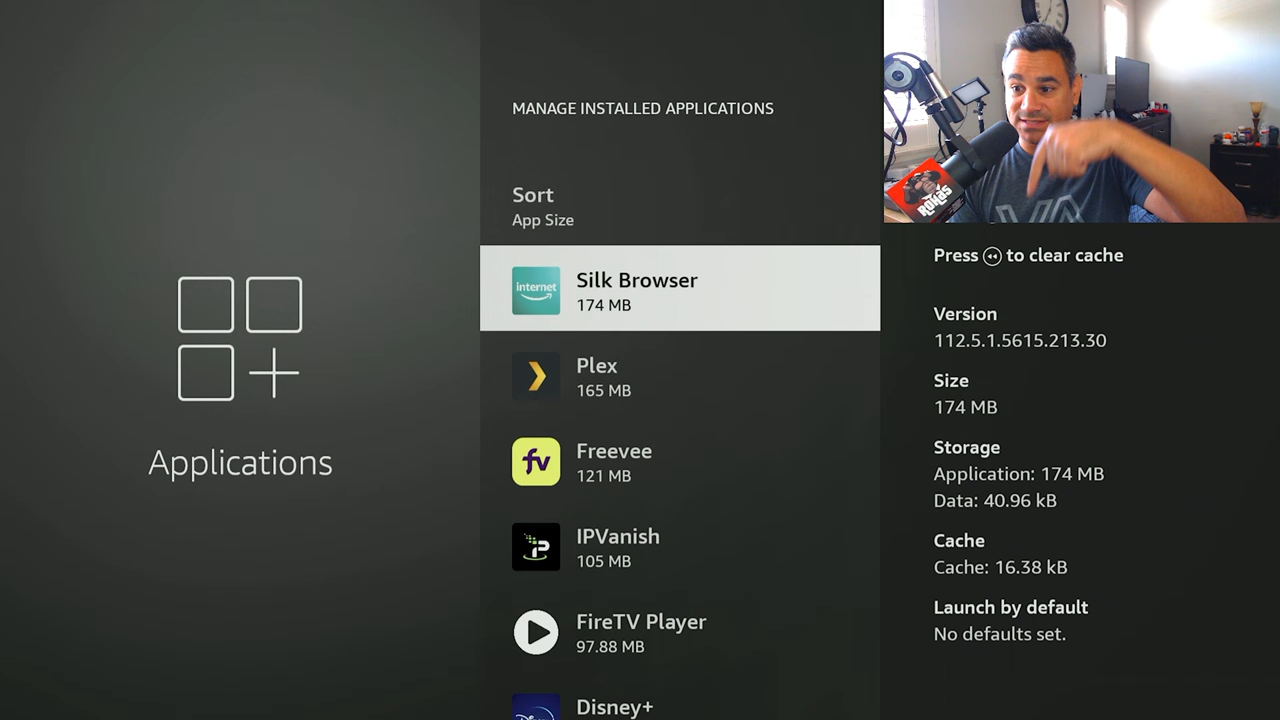 MANAGE INSTALLED APPLICATIONS
Sort
App Size
internet
Silk Browser
174 MB
Plex
165 MB
fv
Freevee
121 MB
IPVanish
105 MB
FireTV Player
97.88 MB
Disney+
Applications
ROKAS
Press to clear cache
Version
112.5.1.5615.213.30
Size
174 MB
Storage
Application: 174 MB
Data: 40.96 kB
Cache
Cache: 16.38 kB
Launch by default
No defaults set.